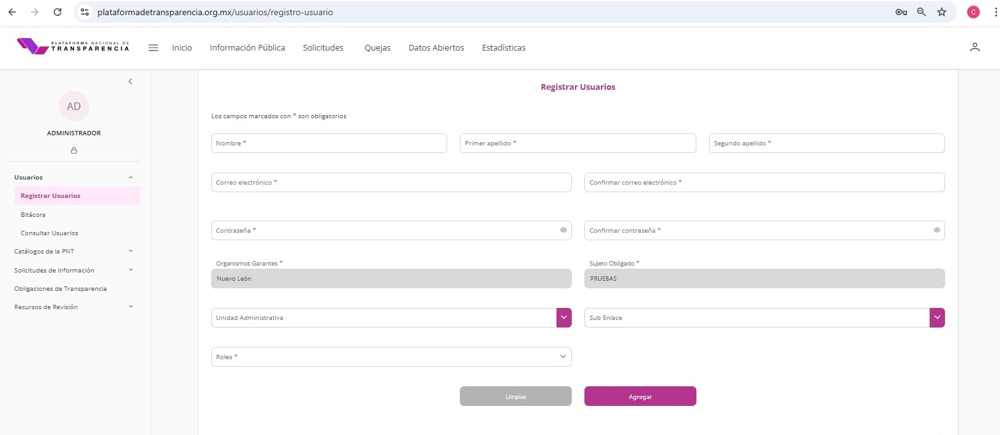 plataformadetransparencia.org.mx/usuarios/registro-usuario
C
PLATAFORMA NACIONAL DE
TRANSPARENCIA
Inicio
Información Pública
Solicitudes
Quejas
Datos Abiertos
Estadísticas
AD
ADMINISTRADOR
Usuarios
Registrar Usuarios
Bitácora
Consultar Usuarios
Catálogos de la PNT
Solicitudes de Información
Obligaciones de Transparencia
Recursos de Revisión
Registrar Usuarios
Los campos marcados con * son obligatorios
Nombre *
Primer apellido *
Segundo apellido *
Correo electrónico *
Confirmar correo electrónico *
Contraseña *
Confirmar contraseña *
Organismos Garantes *
Nuevo León
Sujeto Obligado *
PRUEBAS
Unidad Administrativa
Sub Enlace
Roles *
Limpiar
Agregar